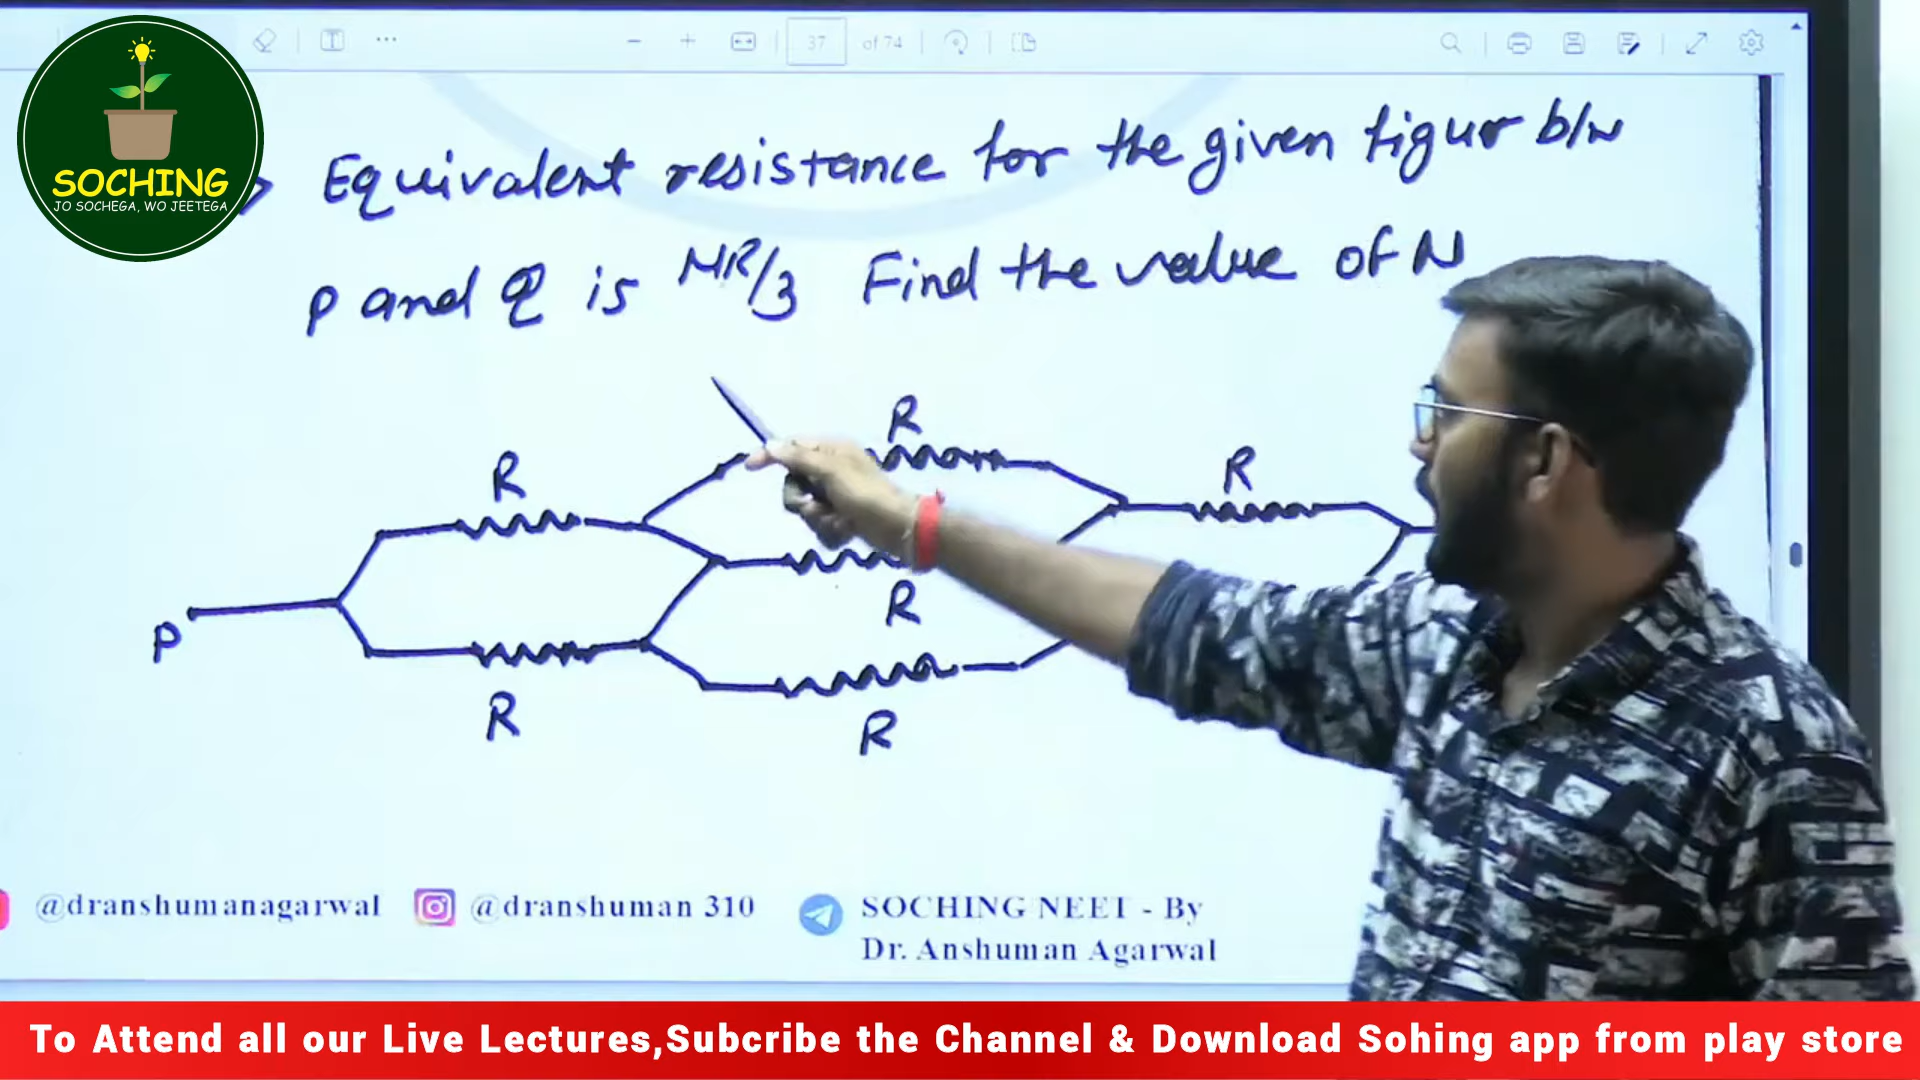 37 of 74
SOCHING
JO SOCHEGA, WO JEETEGA
Equivalent resistance for the given figur b/w
P and Q is NR/3 Find the value of N
R
R
R
P
R
R
R
@dranshumanagarwal @dranshuman 310 SOCHING NEET - By
Dr. Anshuman Agarwal
To Attend all our Live Lectures,Subcribe the Channel & Download Sohing app from play store